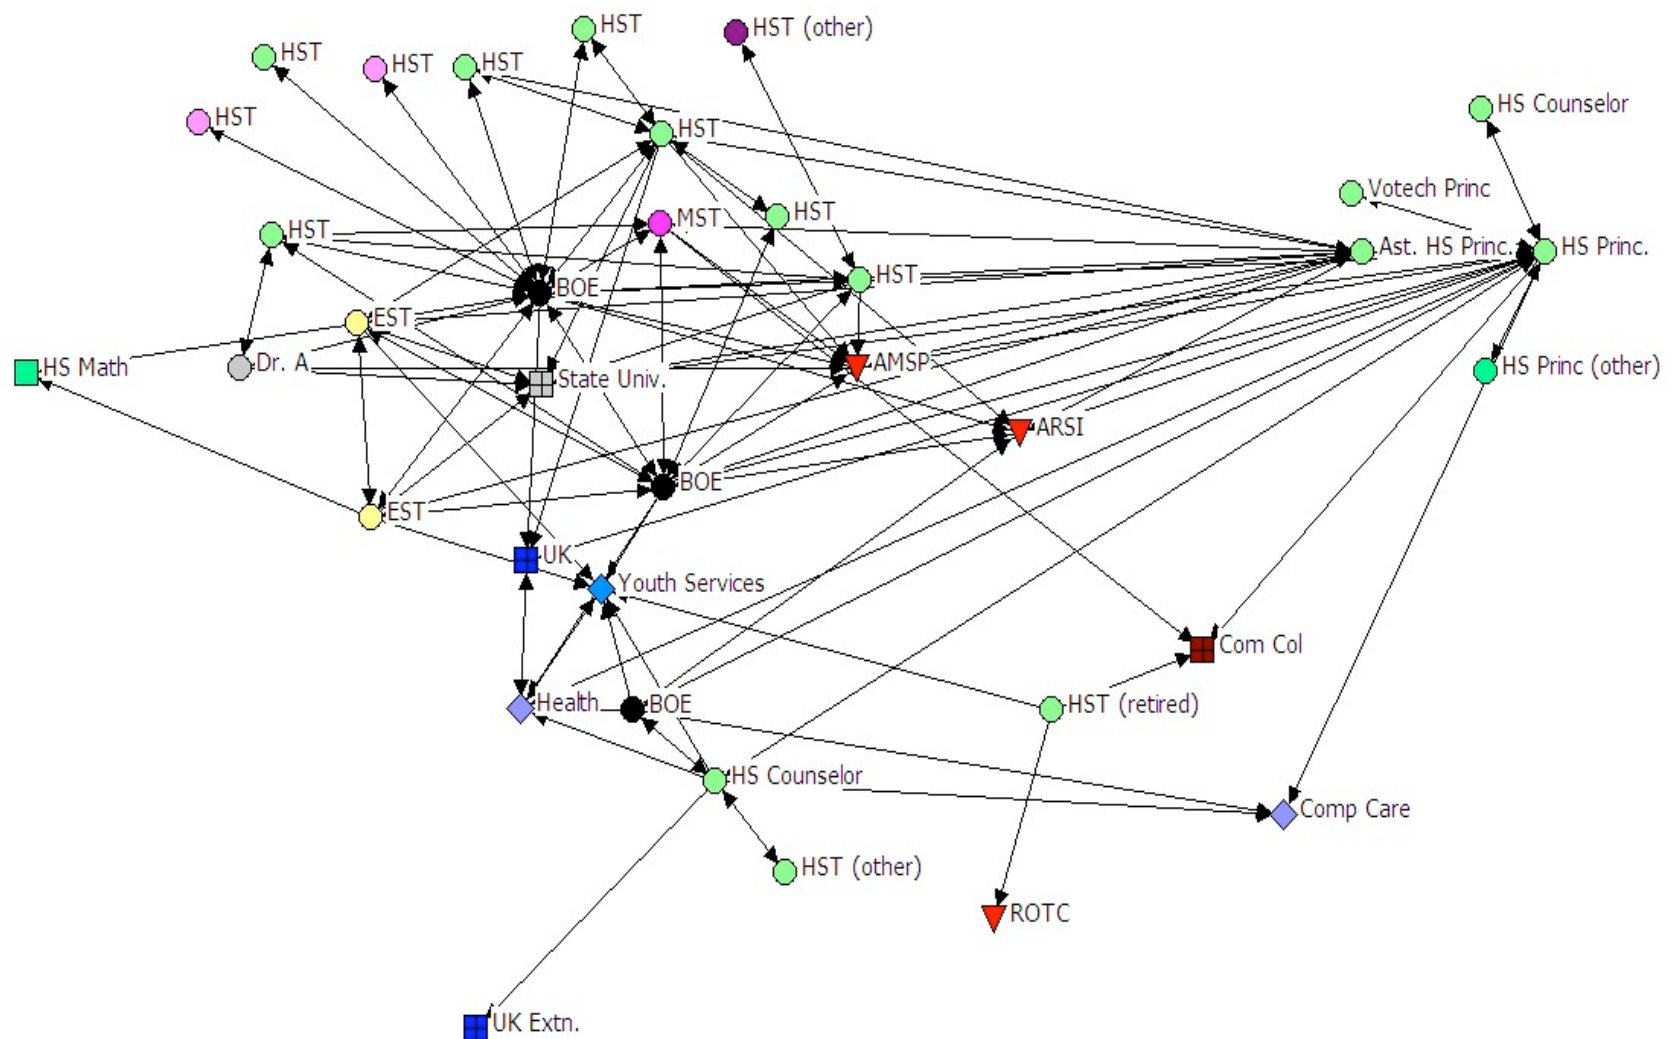 HST
HST (other)
HST
HST
HST
HS Counselor
HST
HST
Votech Princ
HST
MST
HST
Ast. HS Princ.
HS Princ.
HST
BOE
EST
HS Math
Dr. A
State Univ.
AMSP
HS Princ (other)
ARSI
BOE
EST
UK
Youth Services
Com Col
Health
BOE
HST (retired)
HS Counselor
Comp Care
HST (other)
ROTC
UK Extn.